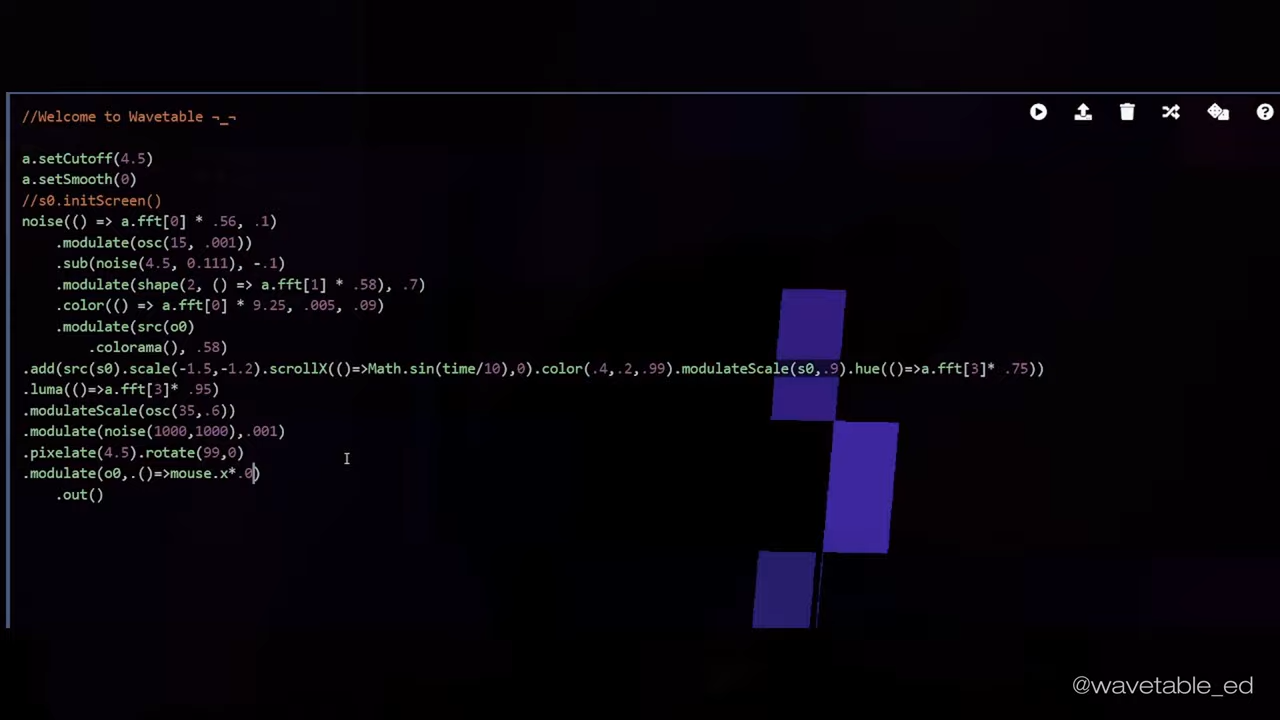 //Welcome to Wavetable ¬_¬
a.setCutoff(4.5)
a.setSmooth(0)
//s0.initScreen()
noise(() => a.fft[0] * .56, .1)
.modulate(osc(15, .001))
.sub(noise(4.5, 0.111), -.1)
.modulate(shape(2, () => a.fft[1] * .58), .7)
.color(() => a.fft[0] * 9.25, .005, .09)
.modulate(src(o0)
.colorama(), .58)
.add(src(s0).scale(-1.5,-1.2).scrollX(()=>Math.sin(time/10),0).color(.4,.2,.99).modulateScale(s0,.9).hue(()=>a.fft[3]* .75))
.luma(()=>a.fft[3]* .95)
.modulateScale(osc(35,.6))
.modulate(noise(1000,1000),.001)
.pixelate(4.5).rotate(99,0)
.modulate(o0,.()=>mouse.x*.0)
.out()
@wavetable_ed